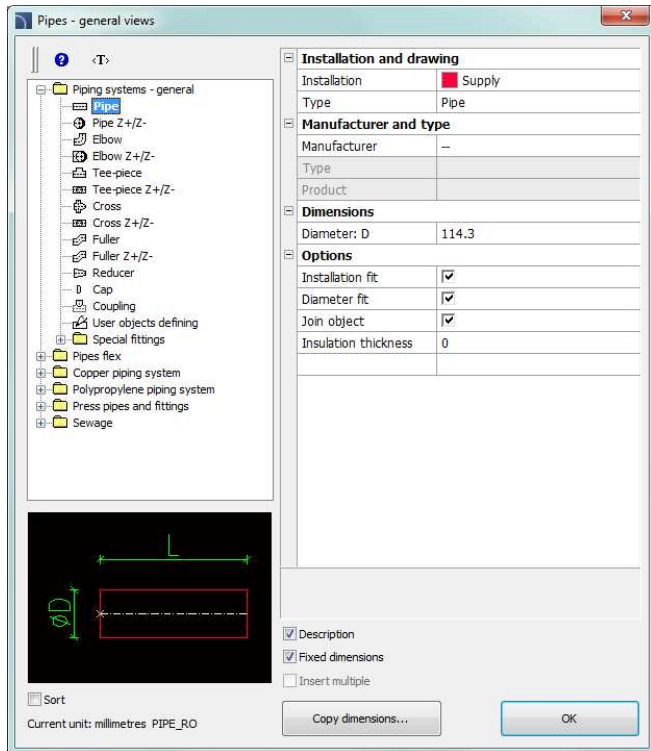 Pipes - general views
<T>
Piping systems - general
Pipe
Pipe Z+/Z-
Elbow
Elbow Z+/Z-
Tee-piece
Tee-piece Z+/Z-
Cross
Cross Z+/Z-
Fuller
Fuller Z+/Z-
Reducer
Cap
Coupling
User objects defining
Special fittings
Pipes flex
Copper piping system
Polypropylene piping system
Press pipes and fittings
Sewage
Installation and drawing
Installation Supply
Type Pipe
Manufacturer and type
Manufacturer --
Type
Product
Dimensions
Diameter: D 114.3
Options
Installation fit
Diameter fit
Join object
Insulation thickness 0
L
ØD
Description
Fixed dimensions
Insert multiple
Sort
Current unit: millimetres PIPE_RO
Copy dimensions...
OK